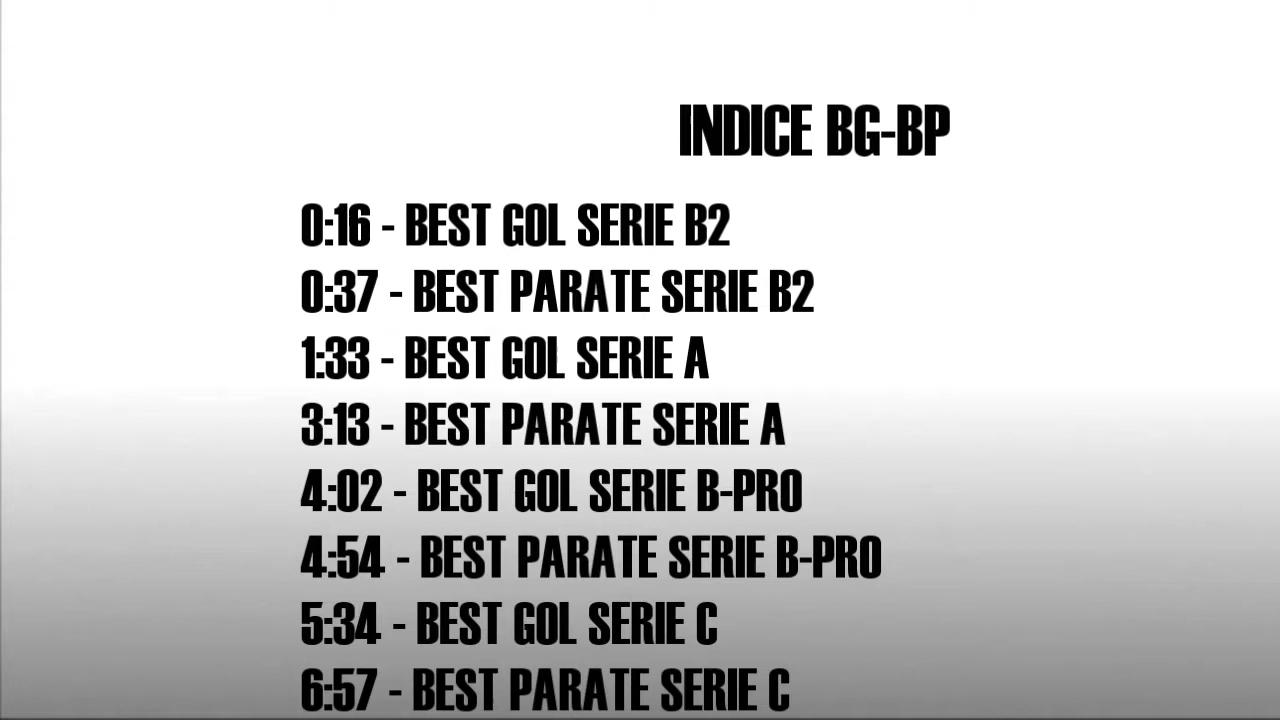 INDICE BG-BP
0:16 - BEST GOL SERIE B2
0:37 - BEST PARATE SERIE B2
1:33 - BEST GOL SERIE A
3:13 - BEST PARATE SERIE A
4:02 - BEST GOL SERIE B-PRO
4:54 - BEST PARATE SERIE B-PRO
5:34 - BEST GOL SERIE C
6:57 - BEST PARATE SERIE C